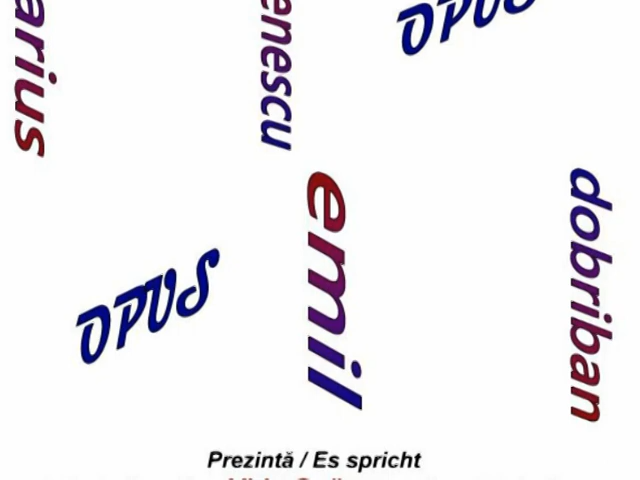 arius
enescu
OPUS
dobriban
emil
OPUS
Prezintă / Es spricht